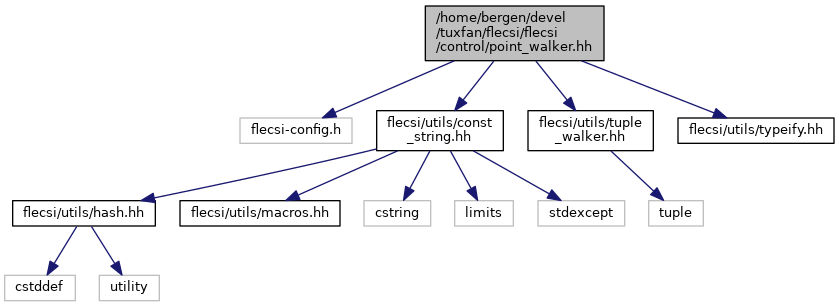 /home/bergen/devel
/tuxfan/flecsi/flecsi
/control/point_walker.hh
flecsi-config.h
flecsi/utils/const
_string.hh
flecsi/utils/tuple
_walker.hh
flecsi/utils/typeify.hh
flecsi/utils/hash.hh
flecsi/utils/macros.hh
cstring
limits
stdexcept
tuple
cstddef
utility